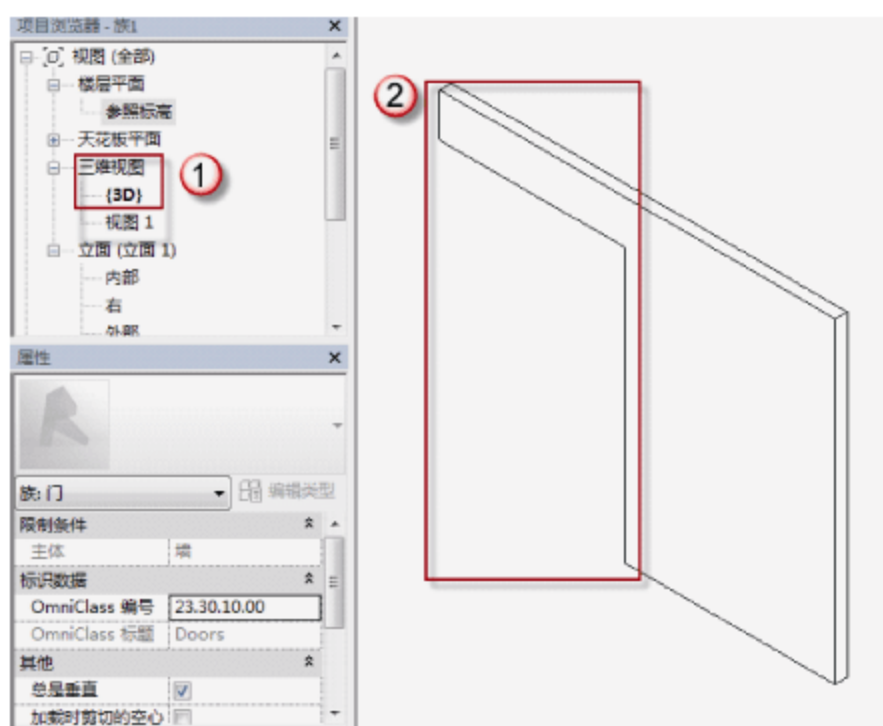 项目浏览器 - 族1
视图 (全部)
楼层平面
参照标高
天花板平面
三维视图
{3D}
视图 1
立面 (立面 1)
内部
右
外部
1
2
属性
族: 门
编辑类型
限制条件
主体 墙
标识数据
OmniClass 编号 23.30.10.00
OmniClass 标题 Doors
其他
总是垂直
加载时剪切的空心